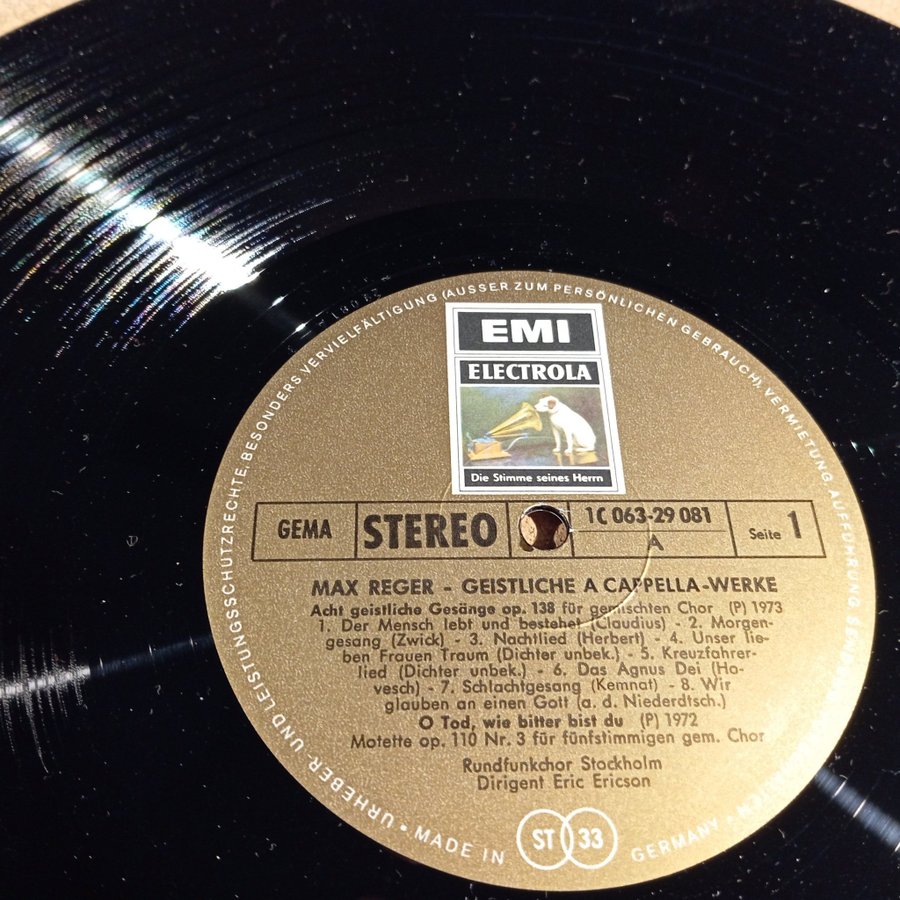 EMI
ELECTROLA
Die Stimme seines Herrn
GEMA
STEREO
1C 063-29 081
A
Seite 1
MAX REGER - GEISTLICHE A CAPPELLA-WERKE
Acht geistliche Gesänge op. 138 für gemischten Chor (P) 1973
1. Der Mensch lebt und bestehet (Claudius) - 2. Morgen-
gesang (Zwick) - 3. Nachtlied (Herbert) - 4. Unser lie-
ben Frauen Traum (Dichter unbek.) - 5. Kreuzfahrer-
lied (Dichter unbek.) - 6. Das Agnus Dei (Ho-
vesch) - 7. Schlachtgesang (Kemnat) - 8. Wir
glauben an einen Gott (a. d. Niederdtsch.)
O Tod, wie bitter bist du (P) 1972
Motette op. 110 Nr. 3 für fünfstimmigen gem. Chor
Rundfunkchor Stockholm
Dirigent Eric Ericson
ST 33
URHEBER- UND LEISTUNGSSCHUTZRECHTE, BESONDERS VERVIELFÄLTIGUNG (AUSSER ZUM PERSÖNLICHEN GEBRAUCH), VERMIETUNG AUFFÜHRUNG
• MADE IN GERMANY •